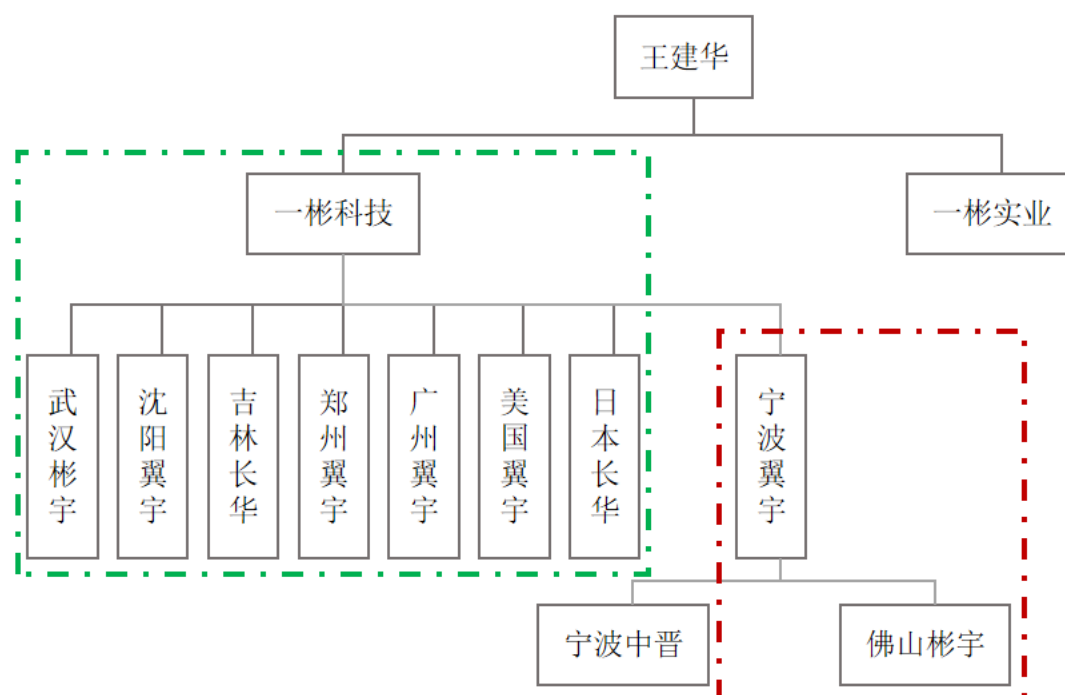 王建华
一彬科技
一彬实业
武汉彬宇
沈阳翼宇
吉林长华
郑州翼宇
广州翼宇
美国翼宇
日本长华
宁波翼宇
宁波中晋
佛山彬宇